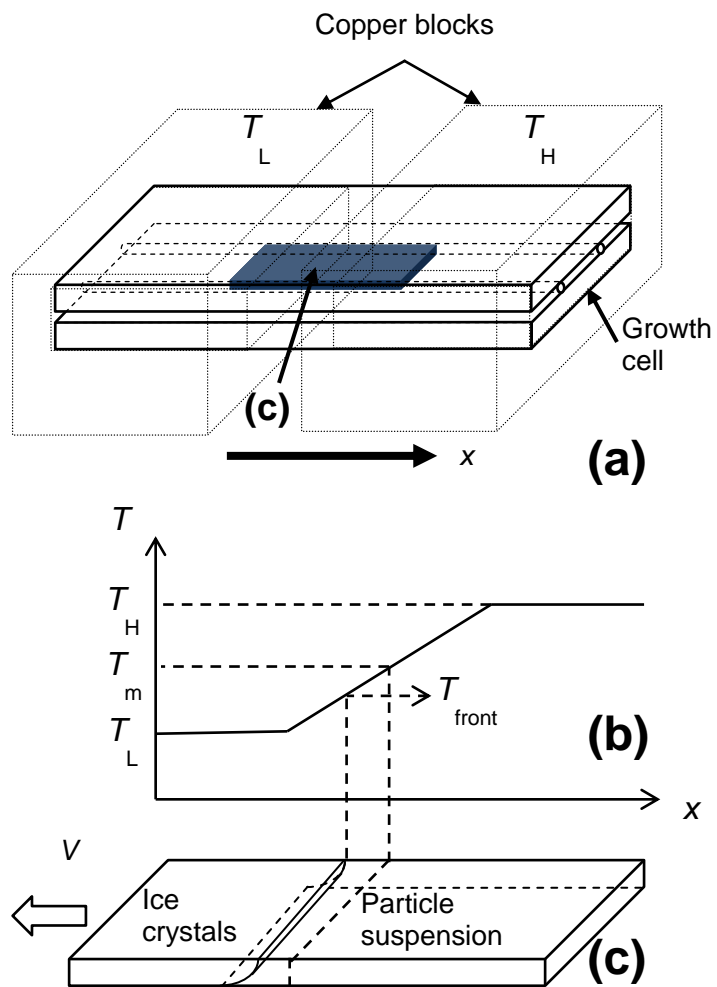 Copper blocks
T
L
T
H
Growth
cell
(c)
x
(a)
T
T
H
T
m
T
front
T
L
(b)
x
V
Ice
crystals
Particle
suspension
(c)